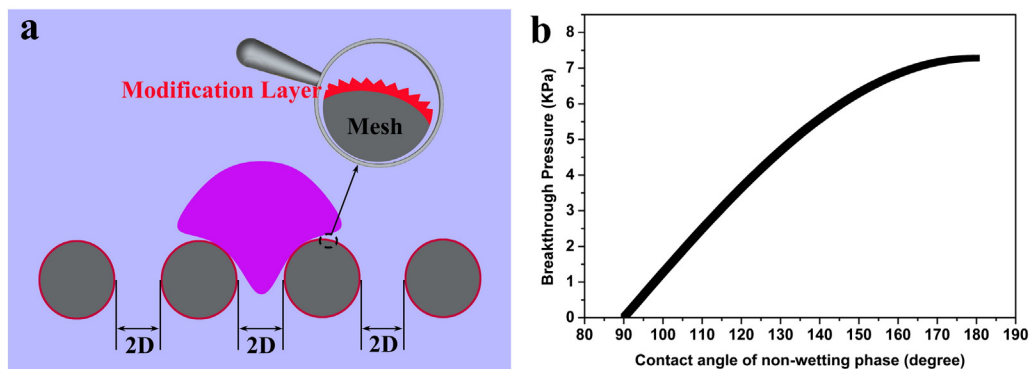 a
Modification Layer
Mesh
2D
2D
2D
b
Breakthrough Pressure (KPa)
8
7
6
5
4
3
2
1
0
80
90
100
110
120
130
140
150
160
170
180
190
Contact angle of non-wetting phase (degree)